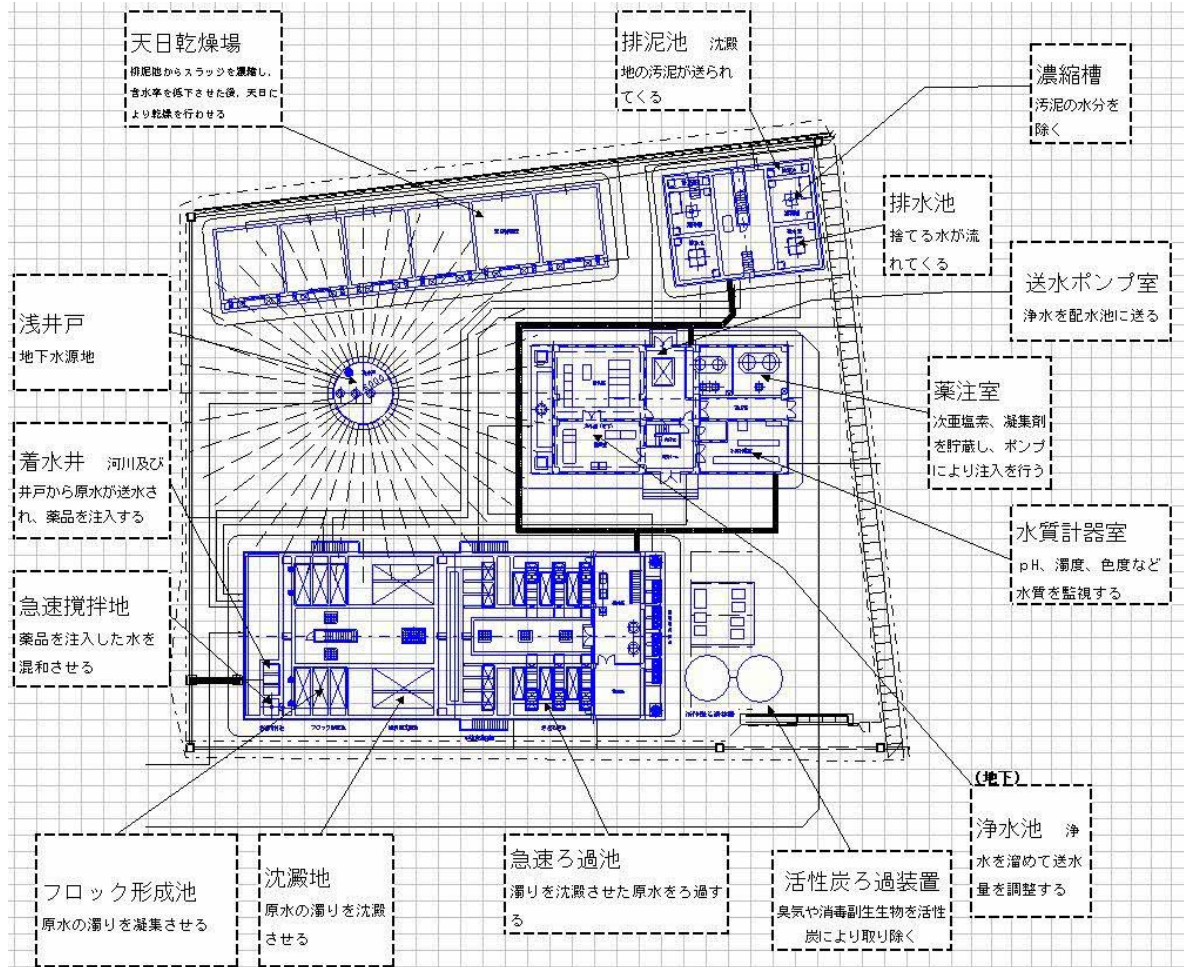 天日乾燥場
排泥池からスラッジを濃縮し、
含水率を低下させた後、天日に
より乾燥を行わせる
排泥池 沈澱
地の汚泥が送られ
てくる
濃縮槽
汚泥の水分を
除く
排水池
捨てる水が流
れてくる
送水ポンプ室
浄水を配水池に送る
浅井戸
地下水源地
薬注室
次亜塩素、凝集剤
を貯蔵し、ポンプ
により注入を行う
着水井 河川及び
井戸から原水が送水さ
れ、薬品を注入する
水質計器室
pH、濁度、色度など
水質を監視する
急速撹拌地
薬品を注入した水を
混和させる
(地下)
浄水池 浄
水を溜めて送水
量を調整する
フロック形成池
原水の濁りを凝集させる
沈澱地
原水の濁りを沈澱
させる
急速ろ過池
濁りを沈澱させた原水をろ過す
る
活性炭ろ過装置
臭気や消毒副生生物を活性
炭により取り除く